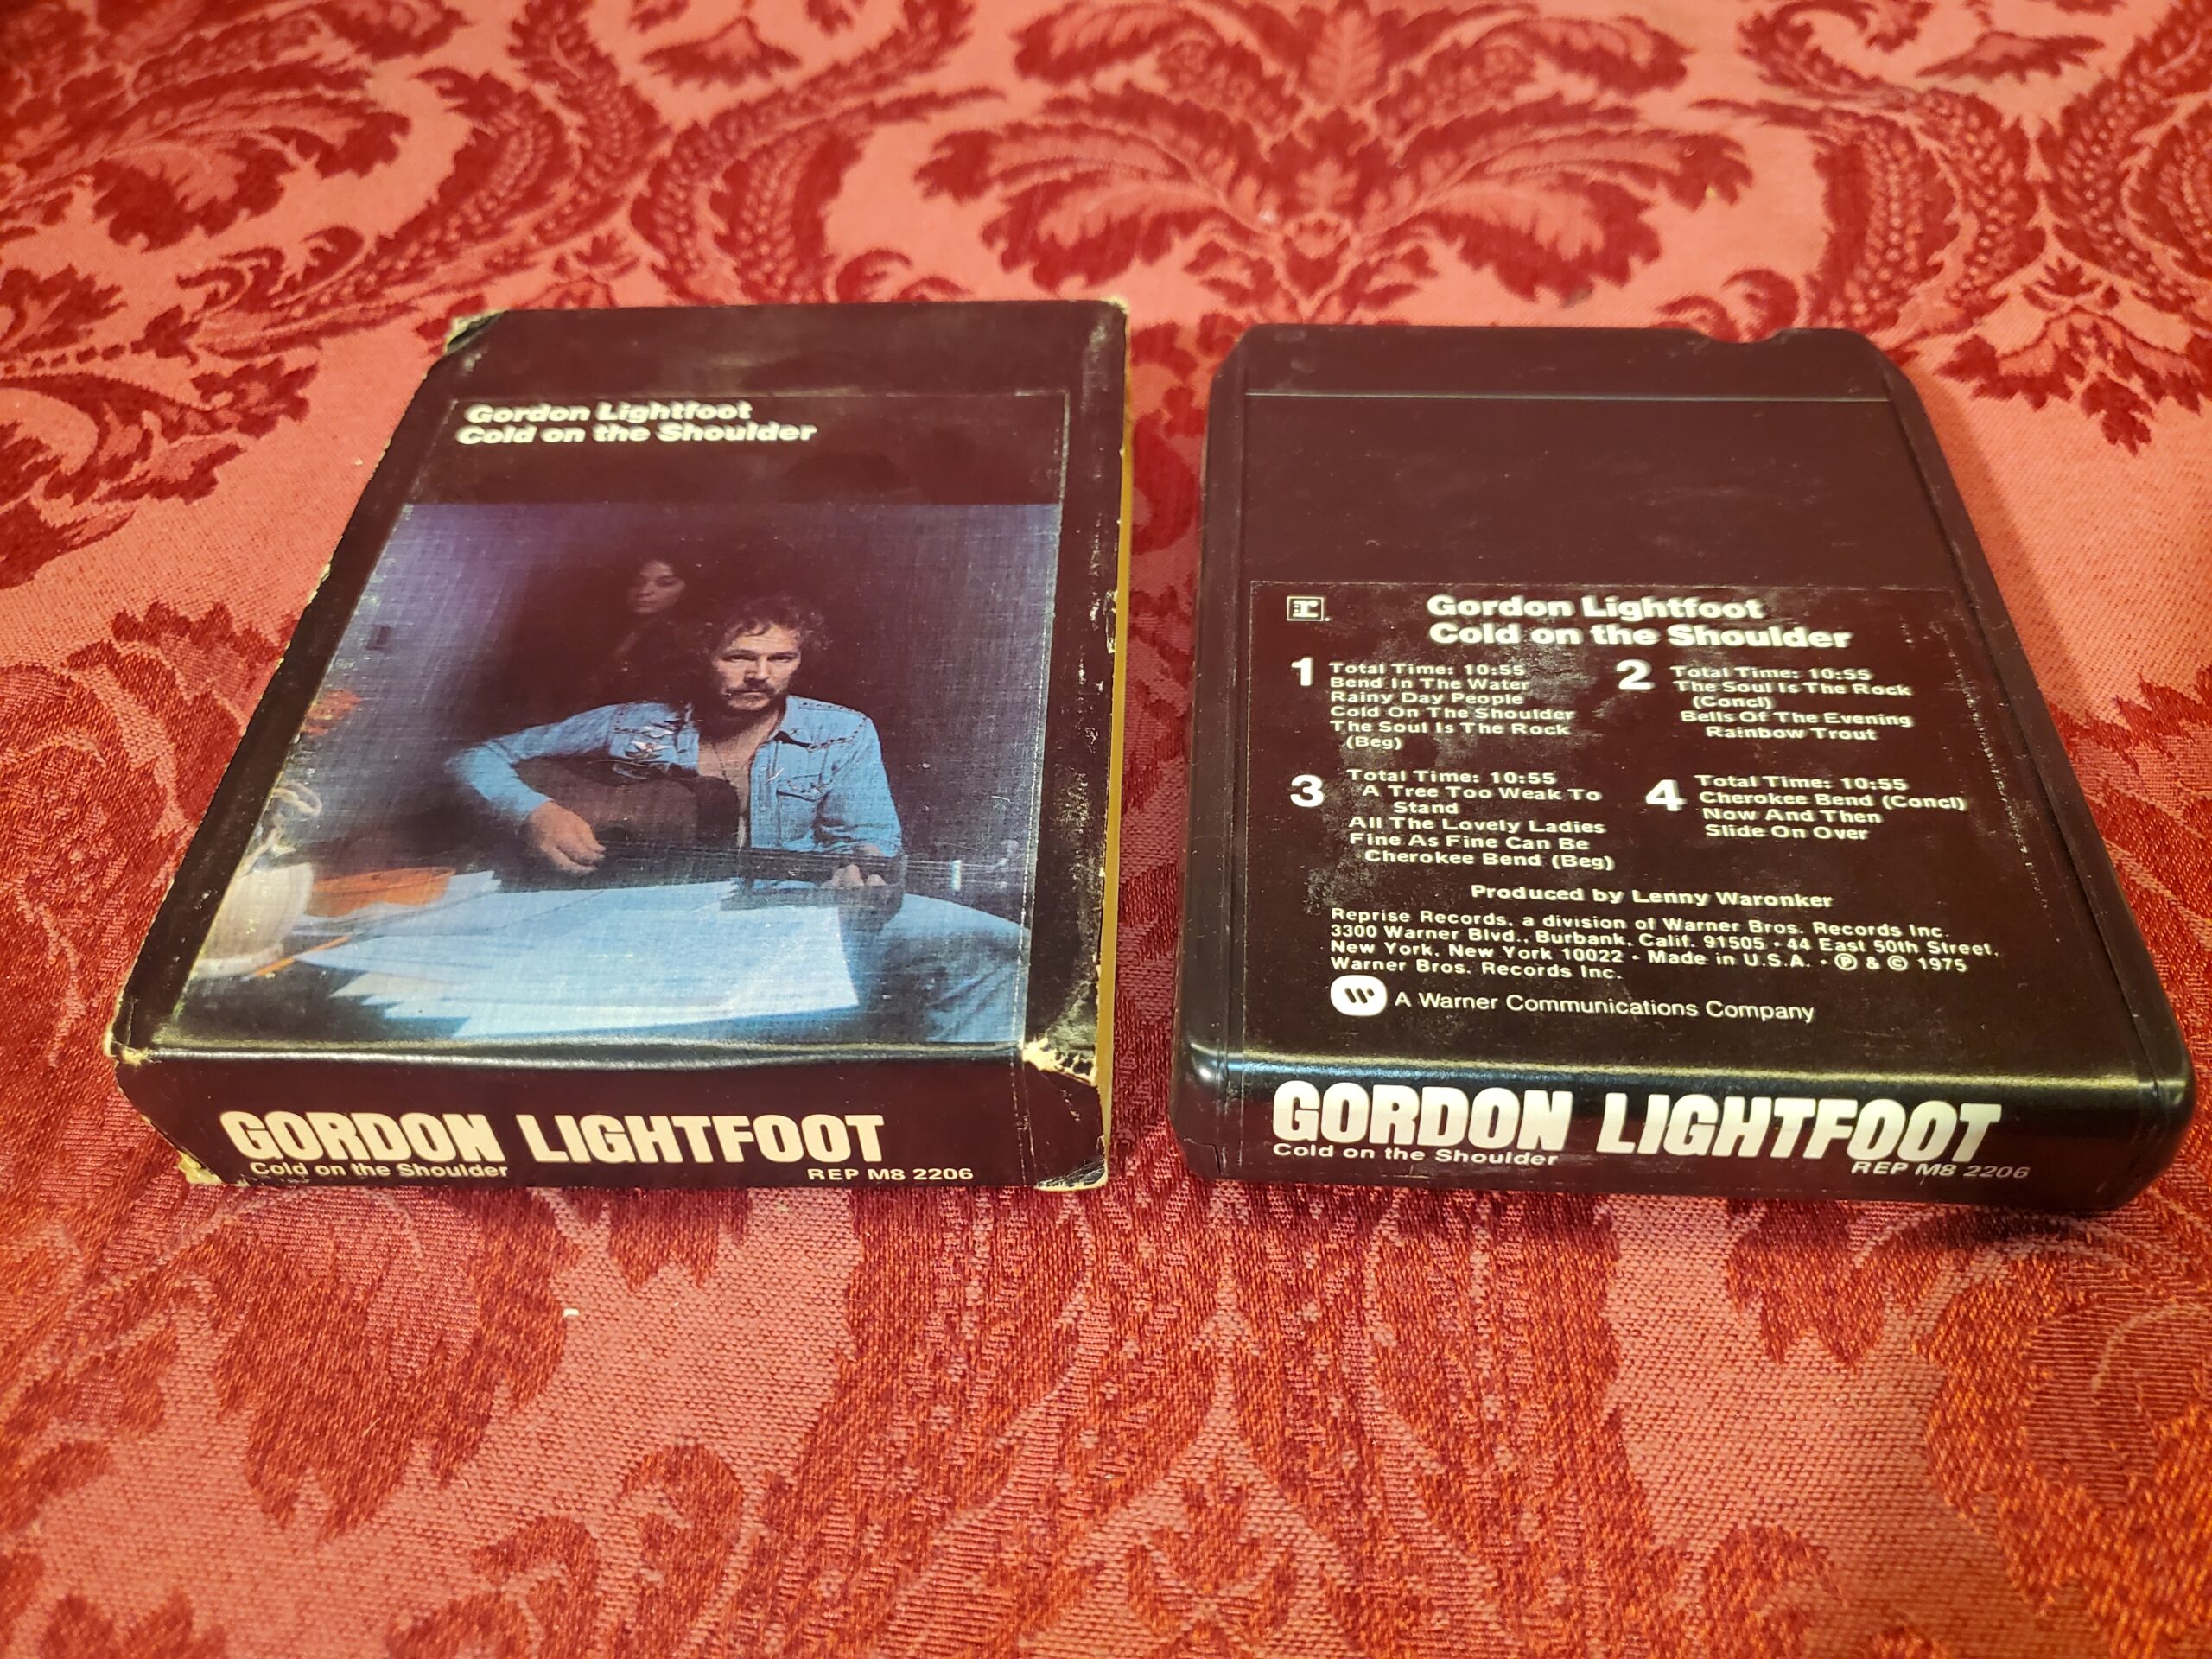 Gordon Lightfoot
Cold on the Shoulder
GORDON LIGHTFOOT
Cold on the Shoulder
REP M8 2206
r
Gordon Lightfoot
Cold on the Shoulder
1
Total Time: 10:55
Bend In The Water
Rainy Day People
Cold On The Shoulder
The Soul Is The Rock
(Beg)
2
Total Time: 10:55
The Soul Is The Rock
(Concl)
Bells Of The Evening
Rainbow Trout
3
Total Time: 10:55
A Tree Too Weak To
Stand
All The Lovely Ladies
Fine As Fine Can Be
Cherokee Bend (Beg)
4
Total Time: 10:55
Cherokee Bend (Concl)
Now And Then
Slide On Over
Produced by Lenny Waronker
Reprise Records, a division of Warner Bros. Records Inc.
3300 Warner Blvd., Burbank, Calif. 91505 • 44 East 50th Street,
New York, New York 10022 • Made in U.S.A. • ℗ & © 1975
Warner Bros. Records Inc.
W A Warner Communications Company
GORDON LIGHTFOOT
Cold on the Shoulder
REP M8 2206